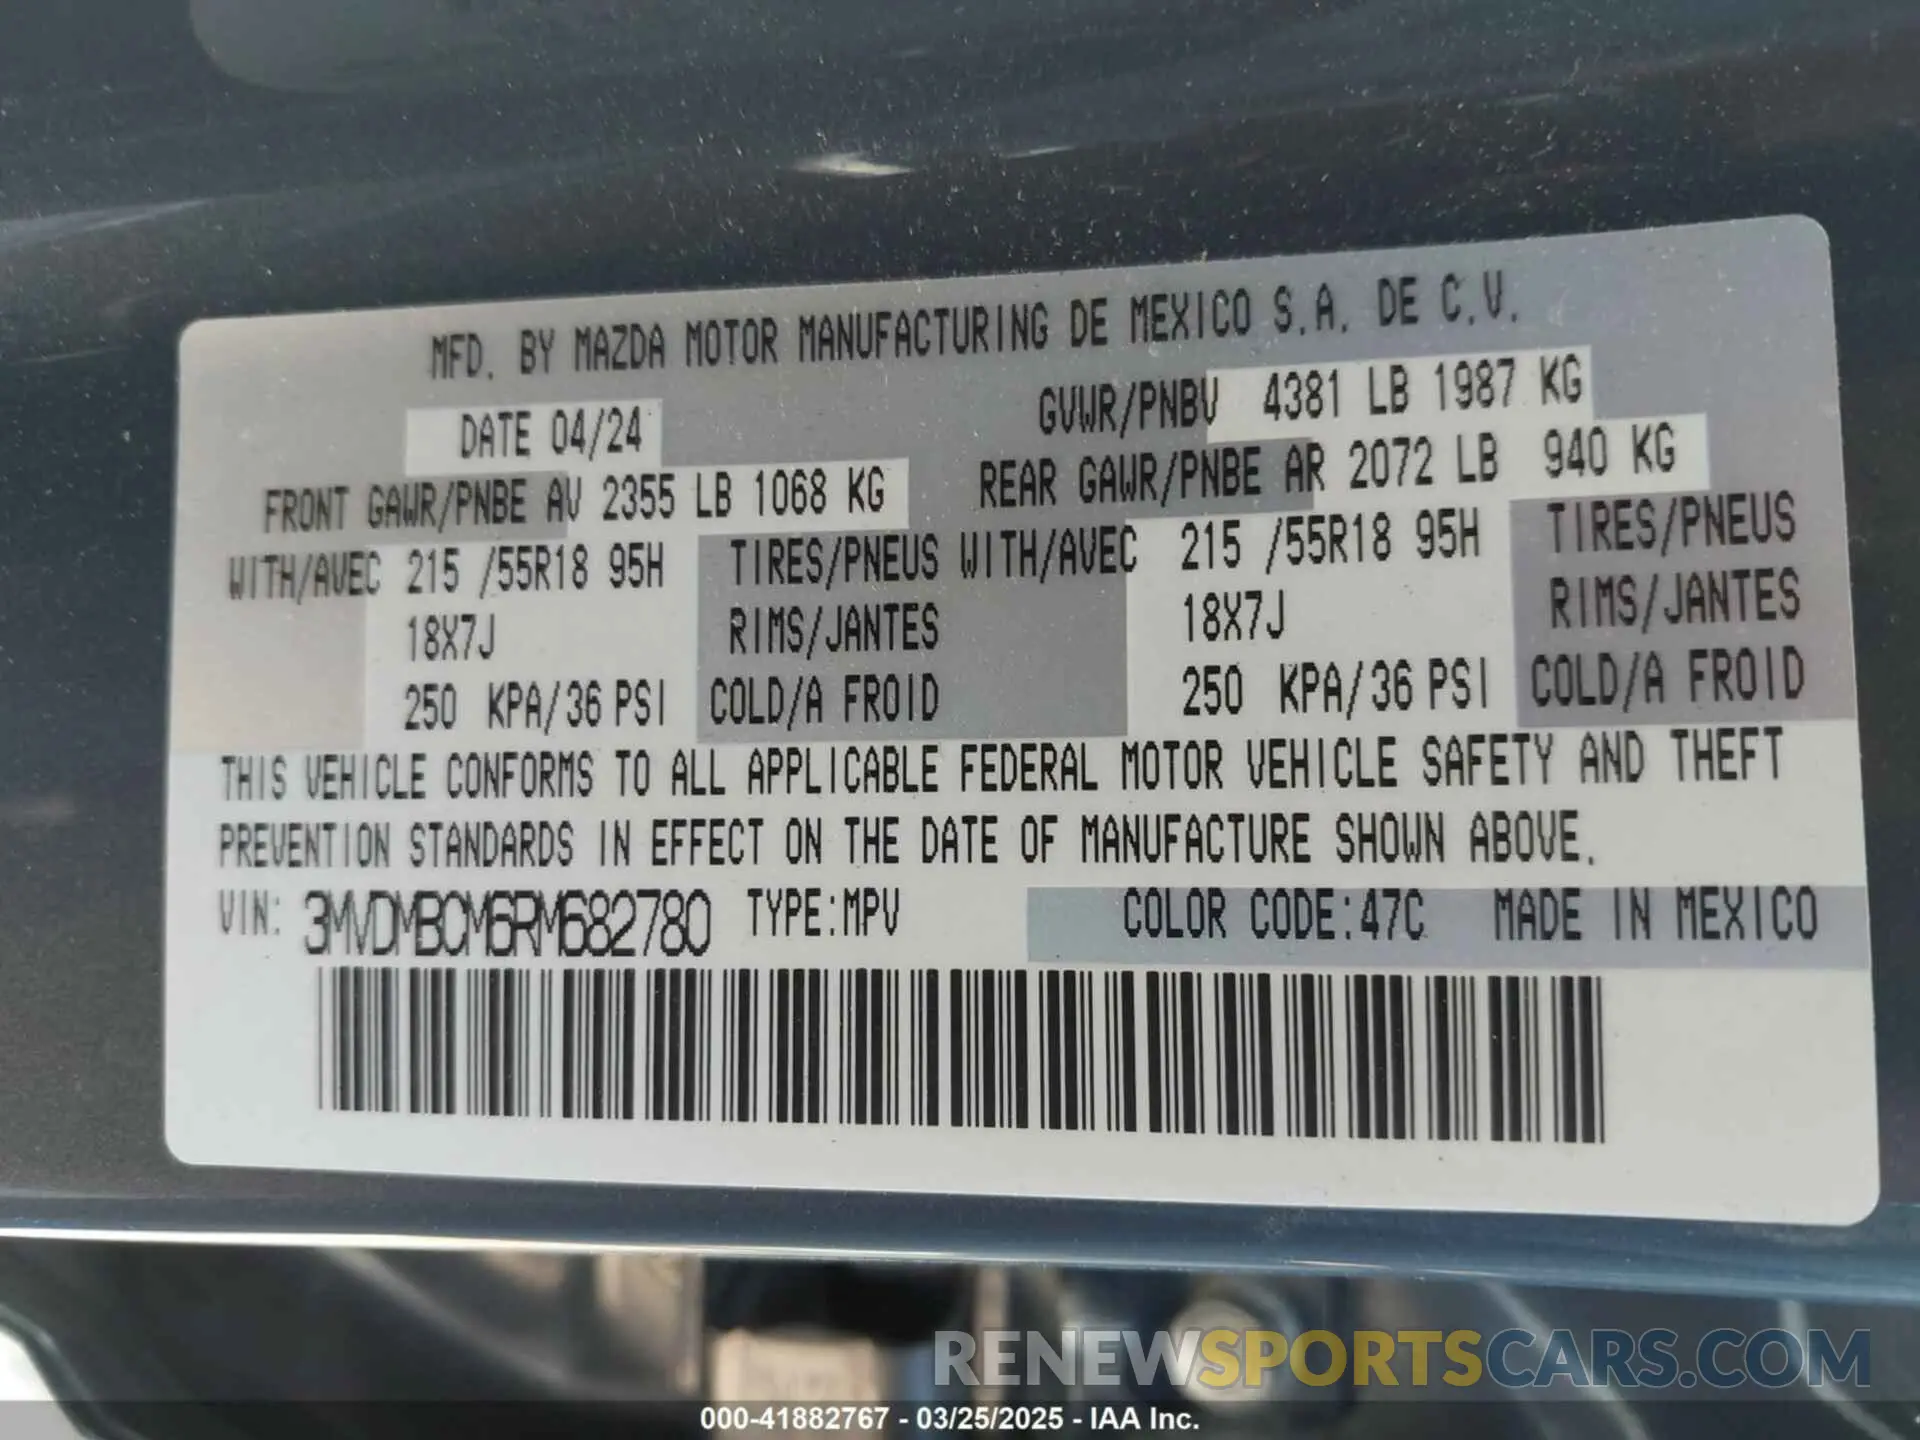 MFD. BY MAZDA MOTOR MANUFACTURING DE MEXICO S.A. DE C.V.
DATE 04/24 GVWR/PNBV 4381 LB 1987 KG
FRONT GAWR/PNBE AV 2355 LB 1068 KG REAR GAWR/PNBE AR 2072 LB 940 KG
WITH/AVEC 215 /55R18 95H TIRES/PNEUS WITH/AVEC 215 /55R18 95H TIRES/PNEUS
18X7J RIMS/JANTES 18X7J RIMS/JANTES
250 KPA/36 PSI COLD/A FROID 250 KPA/36 PSI COLD/A FROID
THIS VEHICLE CONFORMS TO ALL APPLICABLE FEDERAL MOTOR VEHICLE SAFETY AND THEFT
PREVENTION STANDARDS IN EFFECT ON THE DATE OF MANUFACTURE SHOWN ABOVE.
VIN: 3MVDMBCM6RM682780 TYPE:MPV COLOR CODE:47C MADE IN MEXICO
RENEWSPORTSCARS.COM
000-41882767 - 03/25/2025 - IAA Inc.